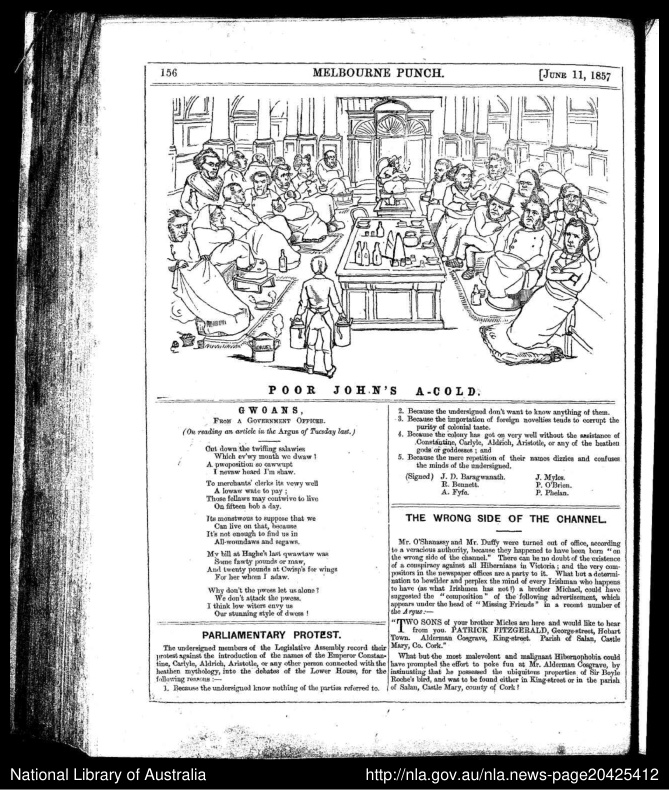 156
MELBOURNE PUNCH.
[JUNE 11, 1857
GRUEL
POOR JOHN'S A-COLD.
GWOANS,
FROM A GOVERNMENT OFFICER.
(On reading an article in the Argus of Tuesday last.)
Cut down the twifling salawies
Which ev'wy month we dwaw!
A pwoposition so cawwupt
I nevaw heard I'm shaw.
To merchants' clerks its vewy well
A lowaw wate to pay;
Those fellaws may contwive to live
On fifteen bob a day.
Its monstwous to suppose that we
Can live on that, because
It's not enough to find us in
All-woundaws and segaws.
My bill at Haghe's last qwawtaw was
Some fawty pounds or maw,
And twenty pounds at Cwisp's for wings
For her whom I adaw.
Why don't the pwess let us alone?
We don't attack the pwess.
I think low witers envy us
Our stunning style of dwess!
PARLIAMENTARY PROTEST.
The undersigned members of the Legislative Assembly record their
protest against the introduction of the names of the Emperor Constan-
tine, Carlyle, Aldrich, Aristotle, or any other person connected with the
heathen mythology, into the debates of the Lower House, for the
following reasons :—
1. Because the undersigned know nothing of the parties referred to.
2. Because the undersigned don't want to know anything of them.
3. Because the importation of foreign novelties tends to corrupt the
purity of colonial taste.
4. Because the colony has got on very well without the assistance of
Constantine, Carlyle, Aldrich, Aristotle, or any of the heathen
gods or goddesses; and
5. Because the mere repetition of their names dizzies and confuses
the minds of the undersigned.
(Signed) J. D. Baragwanath. J. Myles.
R. Bennett. P. O'Brien.
A. Fyfe. P. Phelan.
THE WRONG SIDE OF THE CHANNEL.
Mr. O'Shanassy and Mr. Duffy were turned out of office, according
to a veracious authority, because they happened to have been born "on
the wrong side of the channel." There can be no doubt of the existence
of a conspiracy against all Hibernians in Victoria; and the very com-
positors in the newspaper offices are a party to it. What but a determi-
nation to bewilder and perplex the mind of every Irishman who happens
to have (as what Irishman has not?) a brother Michael, could have
suggested the "composition" of the following advertisement, which
appears under the head of "Missing Friends" in a recent number of
the Argus:—
"TWO SONS of your brother Micles are here and would like to hear
from you. PATRICK FITZGERALD, George-street, Hobart
Town. Alderman Cosgrave, King-street. Parish of Salan, Castle
Mary, Co. Cork."
What but the most malevolent and malignant Hibernophobia could
have prompted the effort to poke fun at Mr. Alderman Cosgrave, by
insinuating that he possessed the ubiquitous properties of Sir Boyle
Roche's bird, and was to be found either in King-street or in the parish
of Salan, Castle Mary, county of Cork!
National Library of Australia
http://nla.gov.au/nla.news-page20425412